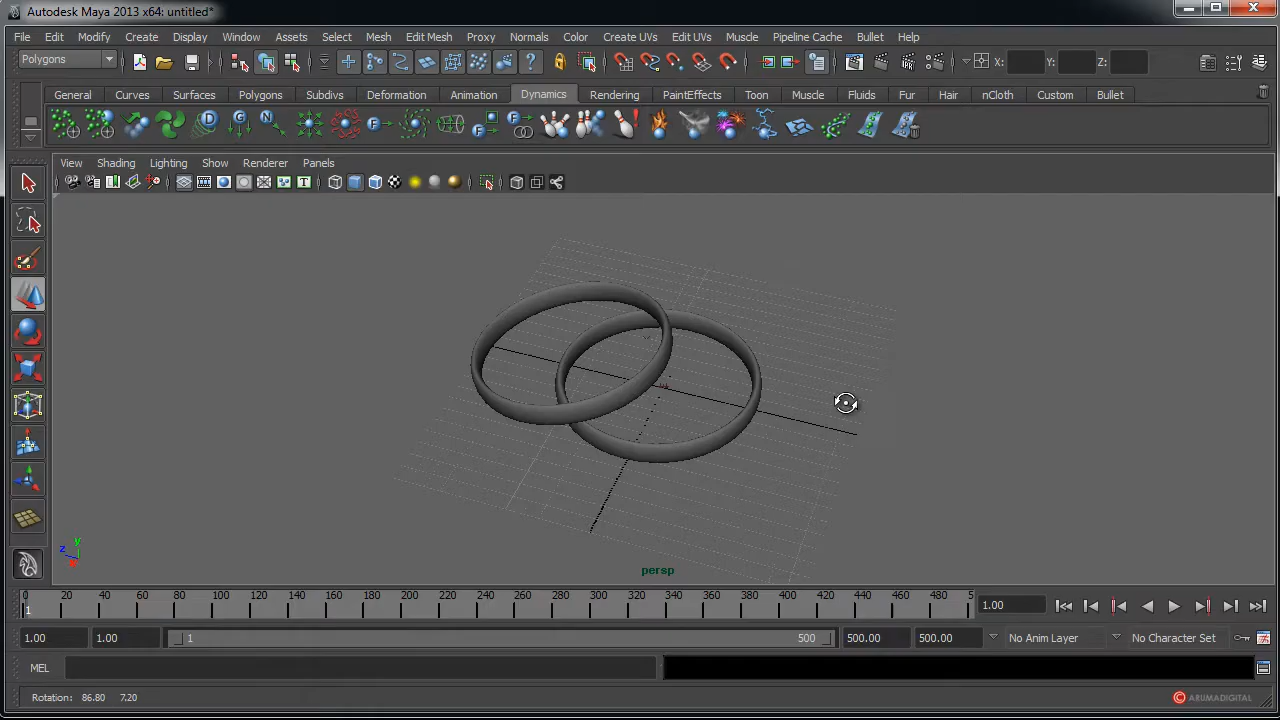 Autodesk Maya 2013 x64: untitled*
File Edit Modify Create Display Window Assets Select Mesh Edit Mesh Proxy Normals Color Create UVs Edit UVs Muscle Pipeline Cache Bullet Help
Polygons X: Y: Z:
General Curves Surfaces Polygons Subdivs Deformation Animation Dynamics Rendering PaintEffects Toon Muscle Fluids Fur Hair nCloth Custom Bullet
View Shading Lighting Show Renderer Panels
z y x
persp
0 20 40 60 80 100 120 140 160 180 200 220 240 260 280 300 320 340 360 380 400 420 440 460 480 5
1 1.00
1.00 1.00 1 500 500.00 500.00 No Anim Layer No Character Set
MEL
Rotation: 86.80 7.20 © ARUMADIGITAL